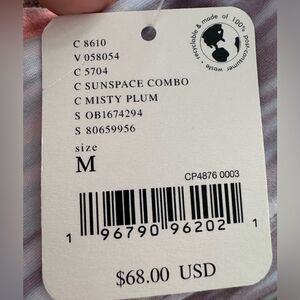 recyclable & made of 100% post-consumer waste
C 8610
V 058054
C 5704
C SUNSPACE COMBO
C MISTY PLUM
S OB1674294
S 80659956
size
M
CP4876 0003
1 96790 96202 1
$68.00 USD